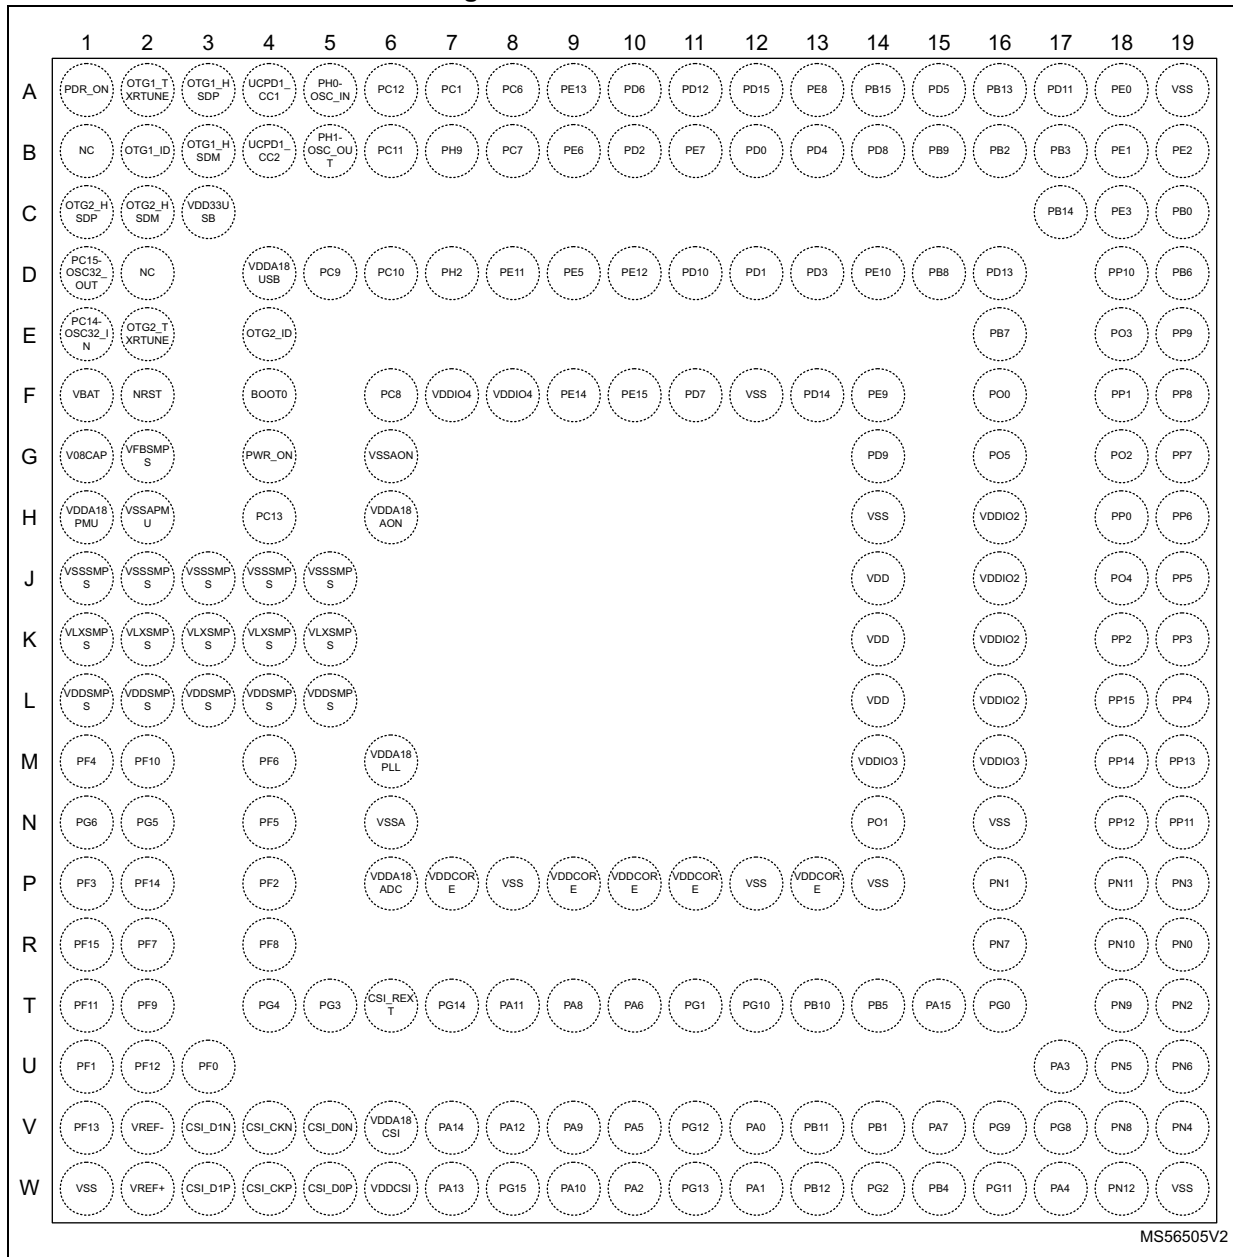 1 2 3 4 5 6 7 8 9 10 11 12 13 14 15 16 17 18 19
A PDR_ON OTG1_TXRTUNE OTG1_HSDP UCPD1_CC1 PH0-OSC_IN PC12 PC1 PC6 PE13 PD6 PD12 PD15 PE8 PB15 PD5 PB13 PD11 PE0 VSS
B NC OTG1_ID OTG1_HSDM UCPD1_CC2 PH1-OSC_OUT PC11 PH9 PC7 PE6 PD2 PE7 PD0 PD4 PD8 PB9 PB2 PB3 PE1 PE2
C OTG2_HSDP OTG2_HSDM VDD33USB PB14 PE3 PB0
D PC15-OSC32_OUT NC VDDA18USB PC9 PC10 PH2 PE11 PE5 PE12 PD10 PD1 PD3 PE10 PB8 PD13 PP10 PB6
E PC14-OSC32_IN OTG2_TXRTUNE OTG2_ID PB7 PO3 PP9
F VBAT NRST BOOT0 PC8 VDDIO4 VDDIO4 PE14 PE15 PD7 VSS PD14 PE9 PO0 PP1 PP8
G V08CAP VFBSMPS PWR_ON VSSAON PD9 PO5 PO2 PP7
H VDDA18PMU VSSAPMU PC13 VDDA18AON VSS VDDIO2 PP0 PP6
J VSSSMPS VSSSMPS VSSSMPS VSSSMPS VSSSMPS VDD VDDIO2 PO4 PP5
K VLXSMPS VLXSMPS VLXSMPS VLXSMPS VLXSMPS VDD VDDIO2 PP2 PP3
L VDDSMPS VDDSMPS VDDSMPS VDDSMPS VDDSMPS VDD VDDIO2 PP15 PP4
M PF4 PF10 PF6 VDDA18PLL VDDIO3 VDDIO3 PP14 PP13
N PG6 PG5 PF5 VSSA PO1 VSS PP12 PP11
P PF3 PF14 PF2 VDDA18ADC VDDCORE VSS VDDCORE VDDCORE VDDCORE VSS VDDCORE VSS PN1 PN11 PN3
R PF15 PF7 PF8 PN7 PN10 PN0
T PF11 PF9 PG4 PG3 CSI_REXT PG14 PA11 PA8 PA6 PG1 PG10 PB10 PB5 PA15 PG0 PN9 PN2
U PF1 PF12 PF0 PA3 PN5 PN6
V PF13 VREF- CSI_D1N CSI_CKN CSI_D0N VDDA18CSI PA14 PA12 PA9 PA5 PG12 PA0 PB11 PB1 PA7 PG9 PG8 PN8 PN4
W VSS VREF+ CSI_D1P CSI_CKP CSI_D0P VDDCSI PA13 PG15 PA10 PA2 PG13 PA1 PB12 PG2 PB4 PG11 PA4 PN12 VSS
MS56505V2